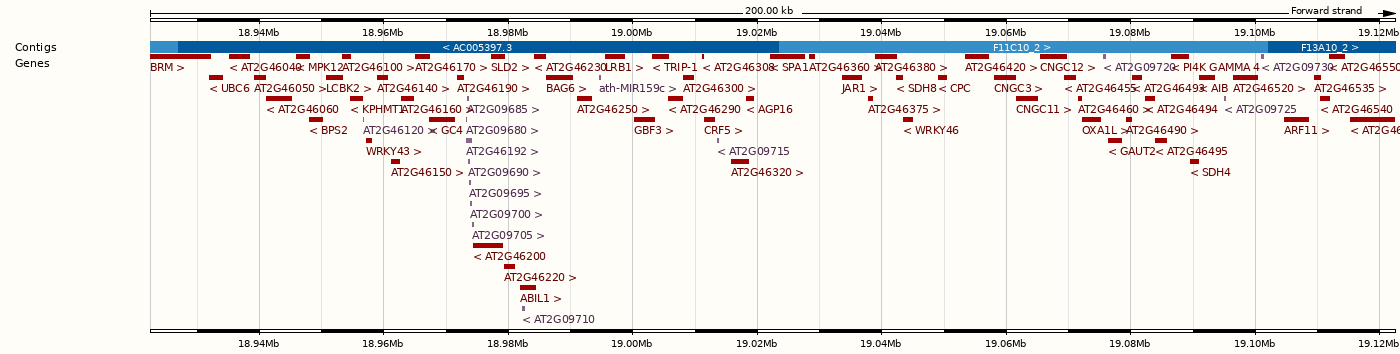 200.00 kb Forward strand
18.94Mb 18.96Mb 18.98Mb 19.00Mb 19.02Mb 19.04Mb 19.06Mb 19.08Mb 19.10Mb 19.12Mb
Contigs < AC005397.3 F11C10_2 > F13A10_2 >
Genes
BRM > < AT2G46040 < MPK12 AT2G46100 > AT2G46170 > SLD2 > < AT2G46230 LRB1 > < TRIP-1 < AT2G46308 < SPA1 AT2G46360 > AT2G46380 > AT2G46420 > CNGC12 > < AT2G09720 < PI4K GAMMA 4 < AT2G09730 < AT2G46550
< UBC6 AT2G46050 > LCBK2 > AT2G46140 > AT2G46190 > BAG6 > ath-MIR159c > AT2G46300 > JAR1 > < SDH8 < CPC CNGC3 > < AT2G46455 < AT2G46493 < AIB AT2G46520 > AT2G46535 >
< AT2G46060 < KPHMT1 AT2G46160 > AT2G09685 > AT2G46250 > < AT2G46290 > AGP16 AT2G46375 > CNGC11 > AT2G46460 > < AT2G46494 < AT2G09725 < AT2G46540
< BPS2 AT2G46120 > < GC4 AT2G09680 > GBF3 > CRF5 > < WRKY46 OXA1L > AT2G46490 > ARF11 > < AT2G46
WRKY43 > AT2G46192 > < AT2G09715 < GAUT2 < AT2G46495
AT2G46150 > AT2G09690 > AT2G46320 > < SDH4
AT2G09695 >
AT2G09700 >
AT2G09705 >
< AT2G46200
AT2G46220 >
ABIL1 >
< AT2G09710
18.94Mb 18.96Mb 18.98Mb 19.00Mb 19.02Mb 19.04Mb 19.06Mb 19.08Mb 19.10Mb 19.12Mb